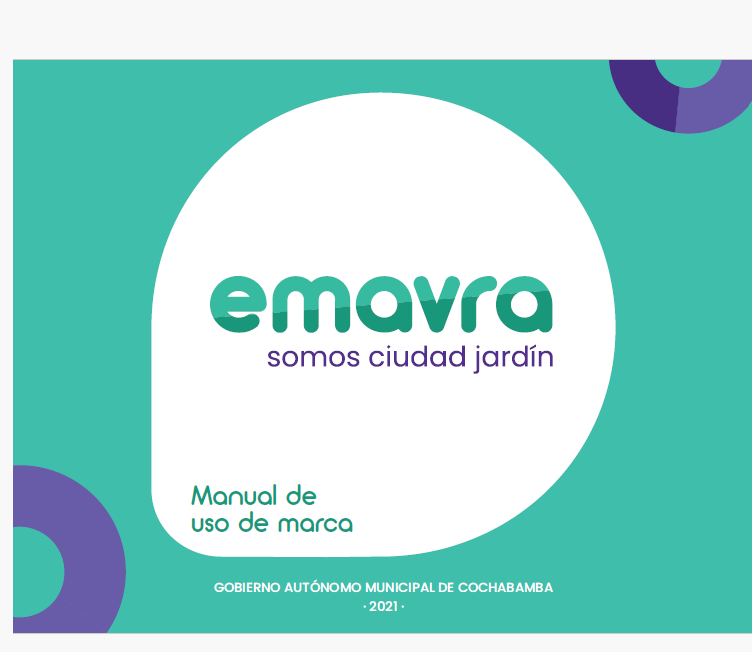 emavra
somos ciudad jardín
Manual de
uso de marca
GOBIERNO AUTÓNOMO MUNICIPAL DE COCHABAMBA
· 2021 ·